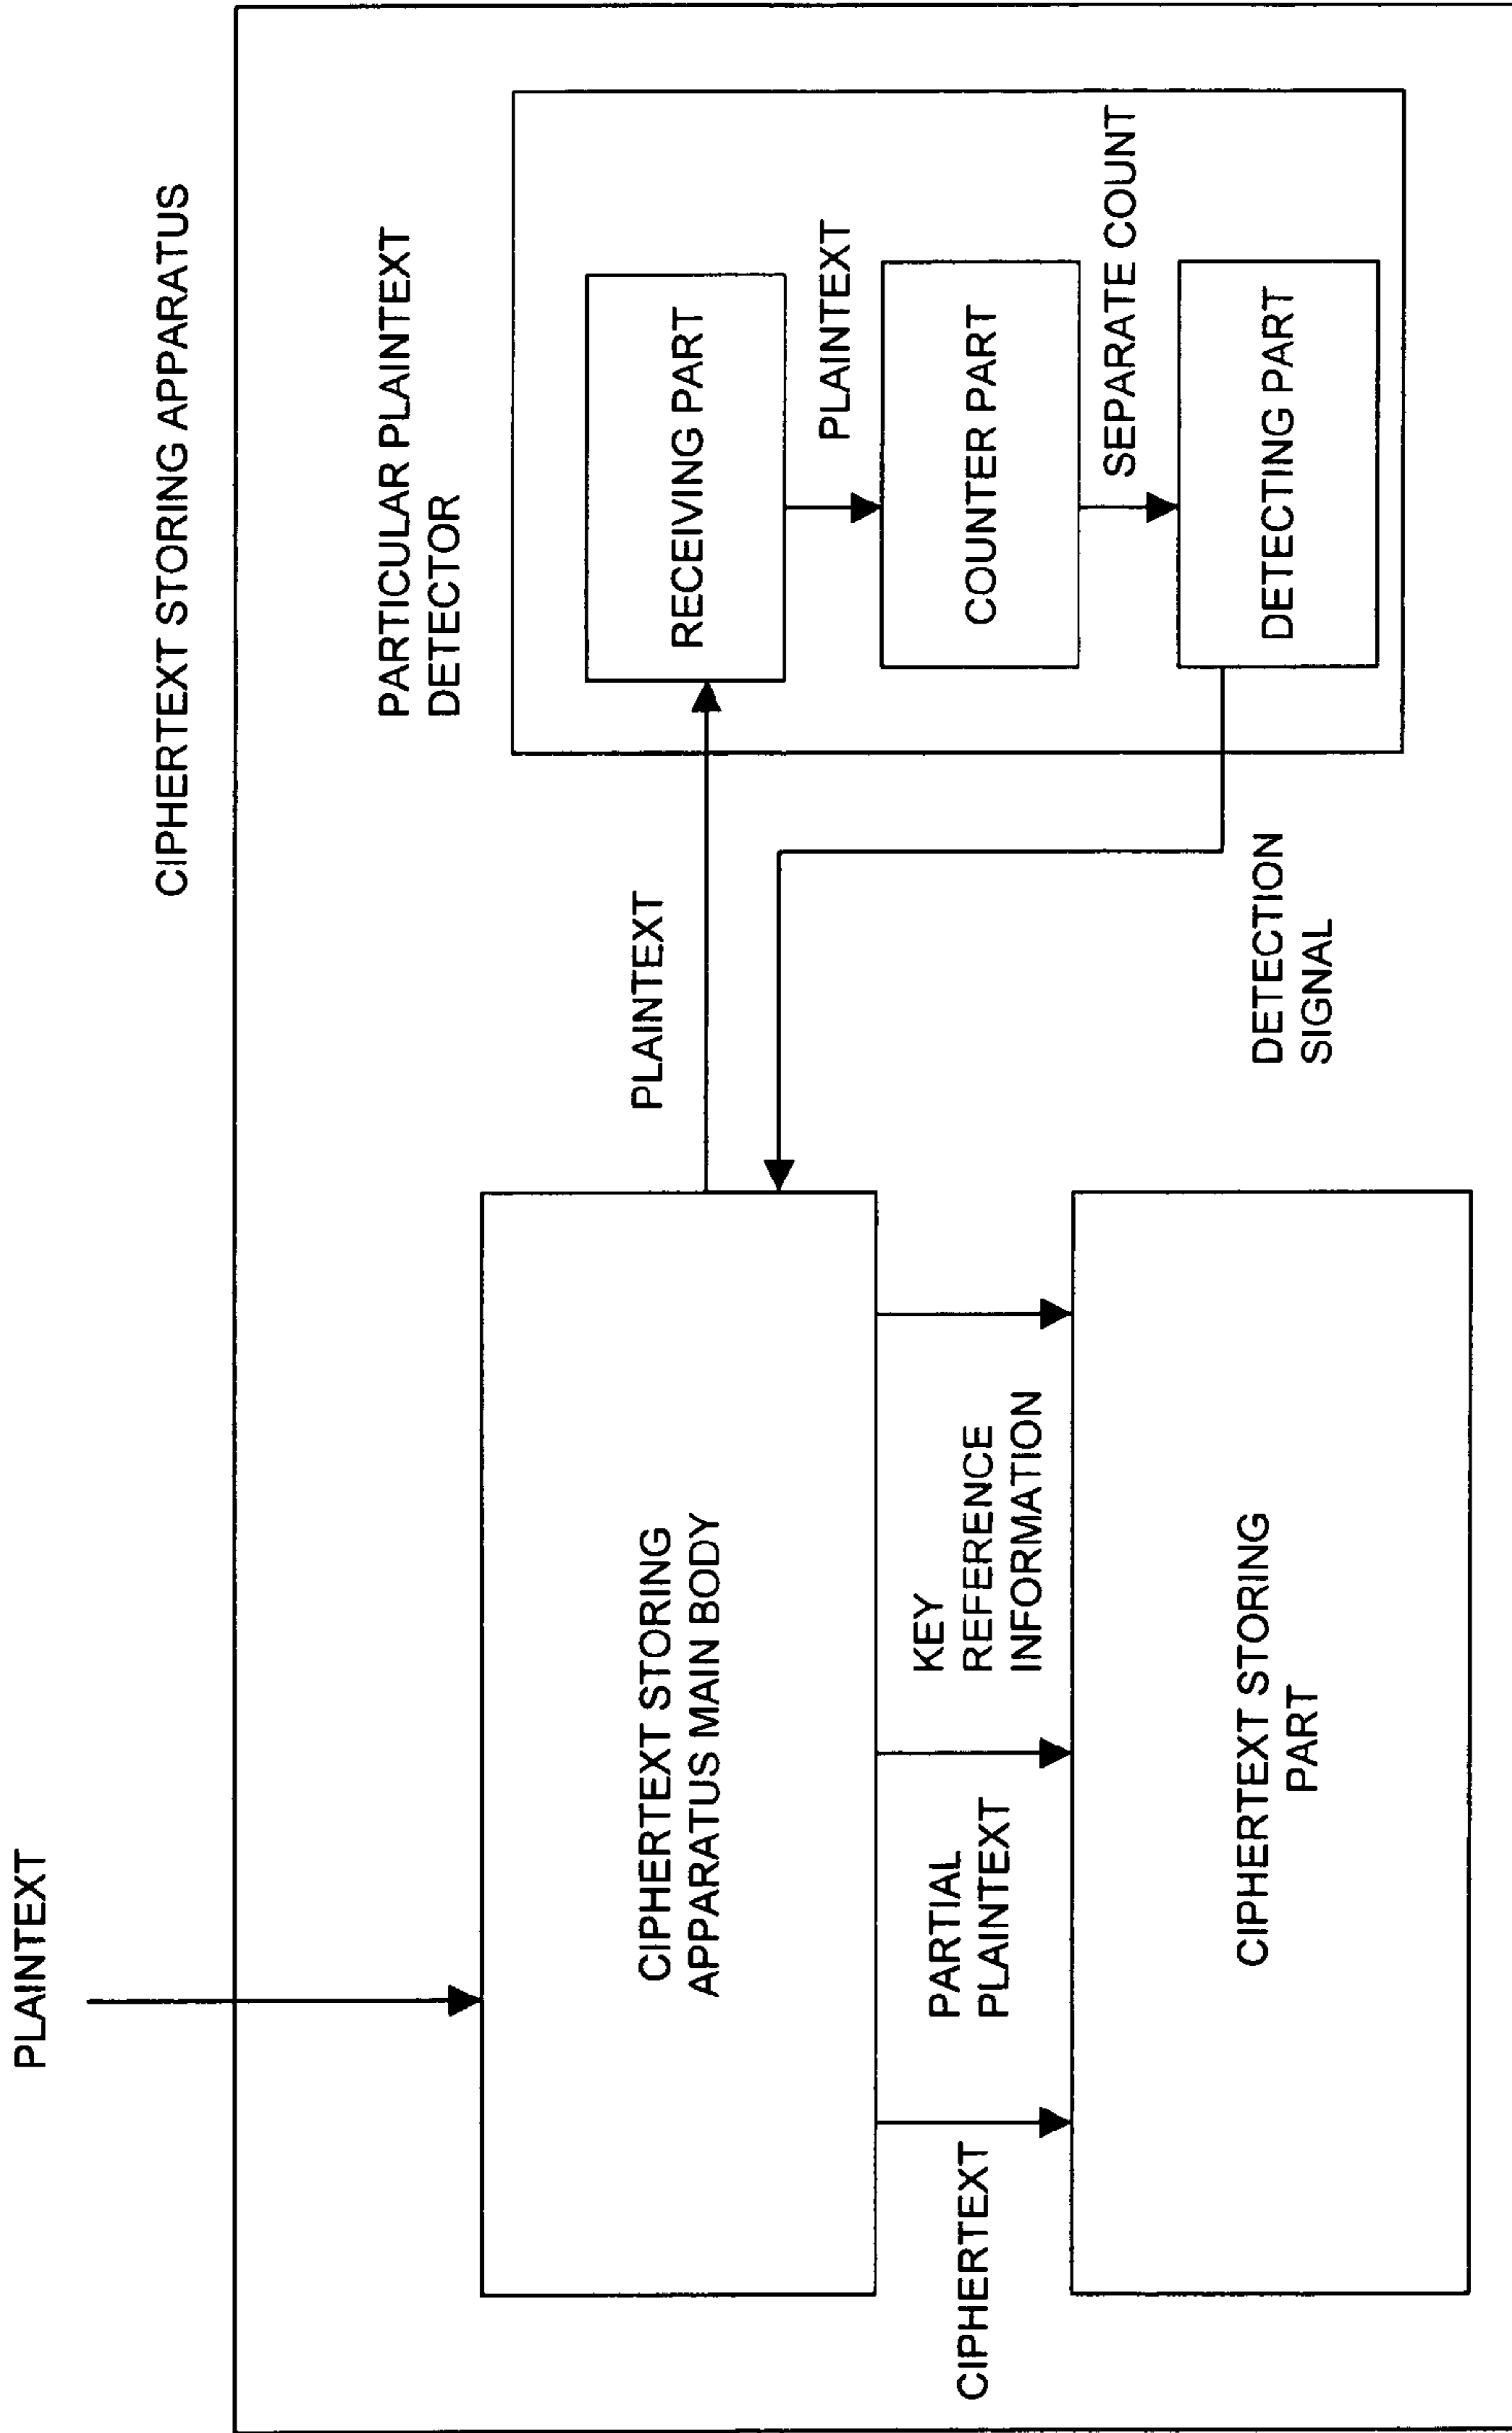 PLAINTEXT
CIPHERTEXT STORING APPARATUS
PARTICULAR PLAINTEXT
DETECTOR
CIPHERTEXT STORING
APPARATUS MAIN BODY
PLAINTEXT
RECEIVING PART
PLAINTEXT
COUNTER PART
SEPARATE COUNT
DETECTING PART
DETECTION
SIGNAL
CIPHERTEXT
PARTIAL
PLAINTEXT
KEY
REFERENCE
INFORMATION
CIPHERTEXT STORING
PART